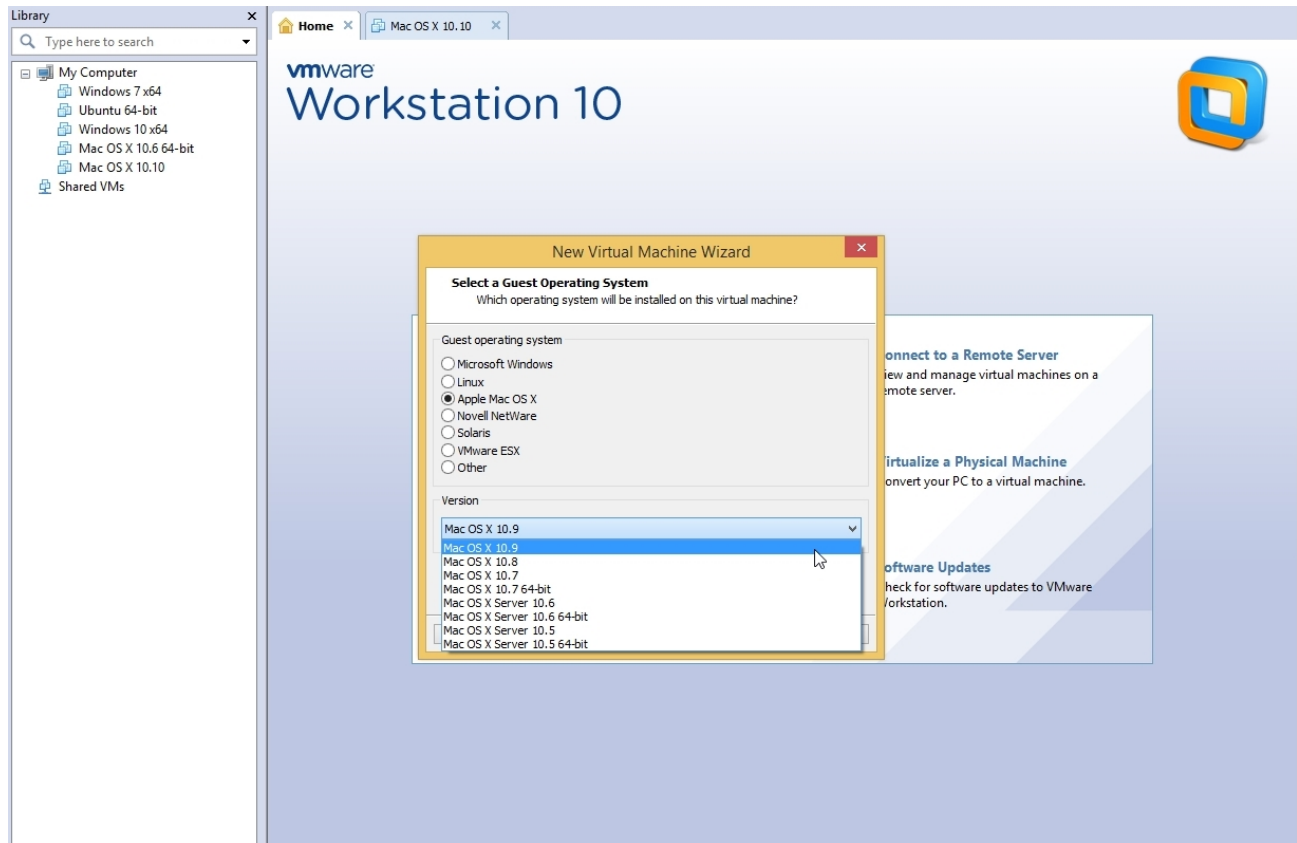 Library
Type here to search
My Computer
Windows 7 x64
Ubuntu 64-bit
Windows 10 x64
Mac OS X 10.6 64-bit
Mac OS X 10.10
Shared VMs
Home
Mac OS X 10.10
vmware
Workstation 10
New Virtual Machine Wizard
Select a Guest Operating System
Which operating system will be installed on this virtual machine?
Guest operating system
Microsoft Windows
Linux
Apple Mac OS X
Novell NetWare
Solaris
VMware ESX
Other
Version
Mac OS X 10.9
Mac OS X 10.9
Mac OS X 10.8
Mac OS X 10.7
Mac OS X 10.7 64-bit
Mac OS X Server 10.6
Mac OS X Server 10.6 64-bit
Mac OS X Server 10.5
Mac OS X Server 10.5 64-bit
onnect to a Remote Server
iew and manage virtual machines on a
emote server.
irtualize a Physical Machine
onvert your PC to a virtual machine.
oftware Updates
heck for software updates to VMware
orkstation.